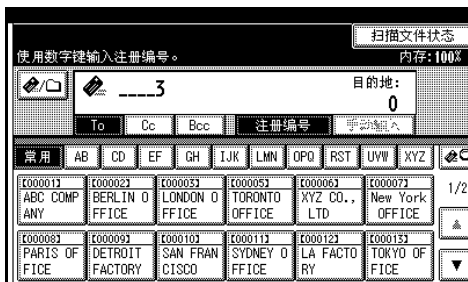 扫描文件状态
使用数字键输入注册编号。 内存:100%
____3 目的地:
0
To Cc Bcc 注册编号 手动输入
常用 AB CD EF GH IJK LMN OPQ RST UVW XYZ
[00001] [00002] [00003] [00005] [00006] [00007] 1/2
ABC COMP BERLIN O LONDON O TORONTO XYZ CO., New York
ANY FFICE FFICE OFFICE LTD OFFICE
[00008] [00009] [00010] [00011] [00012] [00013]
PARIS OF DETROIT SAN FRAN SYDNEY O LA FACTO TOKYO OF
FICE FACTORY CISCO FFICE RY FICE